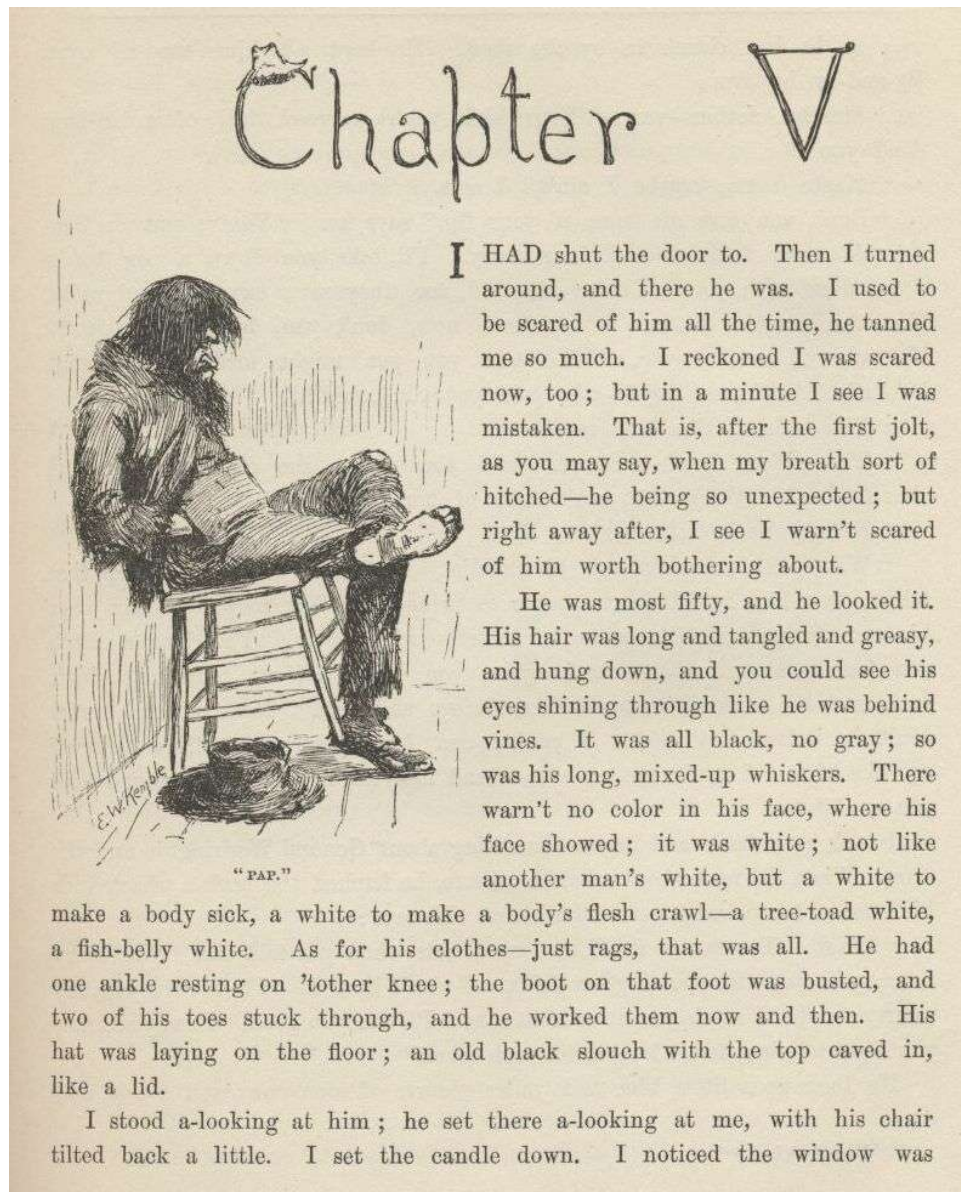 Chapter V
I HAD shut the door to. Then I turned
around, and there he was. I used to
be scared of him all the time, he tanned
me so much. I reckoned I was scared
now, too ; but in a minute I see I was
mistaken. That is, after the first jolt,
as you may say, when my breath sort of
hitched—he being so unexpected ; but
right away after, I see I warn't scared
of him worth bothering about.
He was most fifty, and he looked it.
His hair was long and tangled and greasy,
and hung down, and you could see his
eyes shining through like he was behind
vines. It was all black, no gray ; so
was his long, mixed-up whiskers. There
warn't no color in his face, where his
face showed ; it was white ; not like
another man's white, but a white to
E.W. Kemble
"PAP."
make a body sick, a white to make a body's flesh crawl—a tree-toad white,
a fish-belly white. As for his clothes—just rags, that was all. He had
one ankle resting on 'tother knee ; the boot on that foot was busted, and
two of his toes stuck through, and he worked them now and then. His
hat was laying on the floor ; an old black slouch with the top caved in,
like a lid.
I stood a-looking at him ; he set there a-looking at me, with his chair
tilted back a little. I set the candle down. I noticed the window was